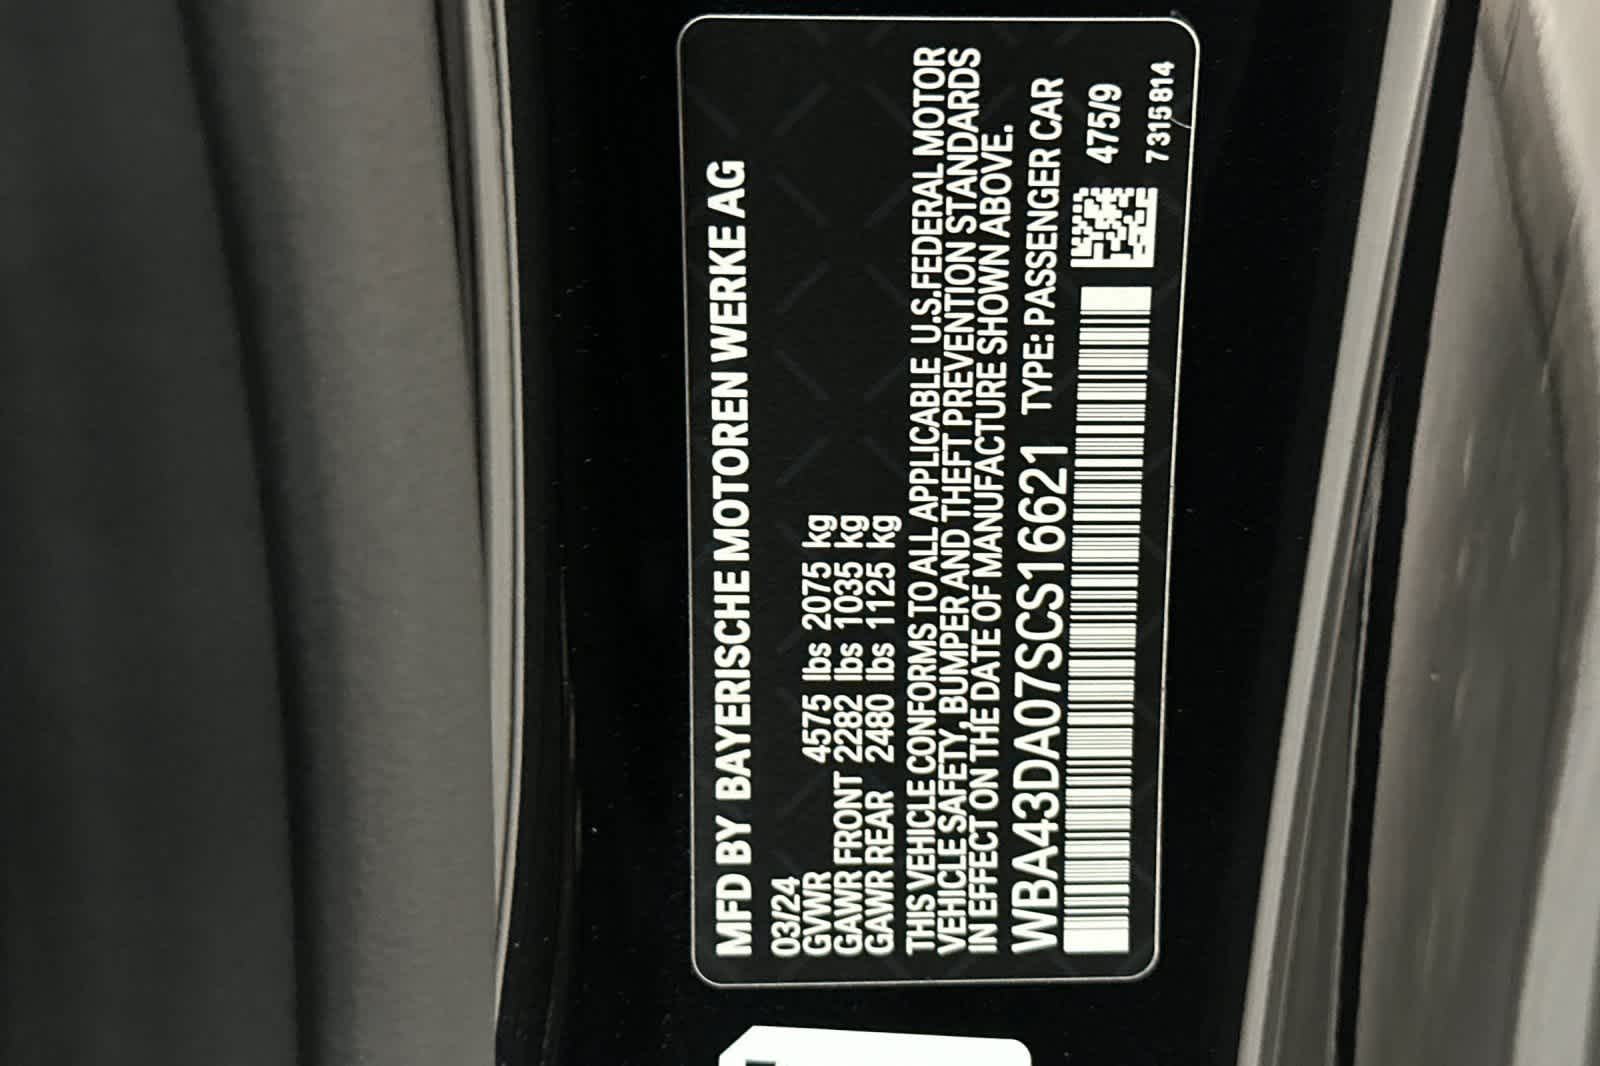 MFD BY BAYERISCHE MOTOREN WERKE AG
03/24
GVWR 4575 lbs 2075 kg
GAWR FRONT 2282 lbs 1035 kg
GAWR REAR 2480 lbs 1125 kg
THIS VEHICLE CONFORMS TO ALL APPLICABLE U.S.FEDERAL MOTOR
VEHICLE SAFETY, BUMPER AND THEFT PREVENTION STANDARDS
IN EFFECT ON THE DATE OF MANUFACTURE SHOWN ABOVE.
WBA43DA07SCS16621 TYPE: PASSENGER CAR
475/9
7315814